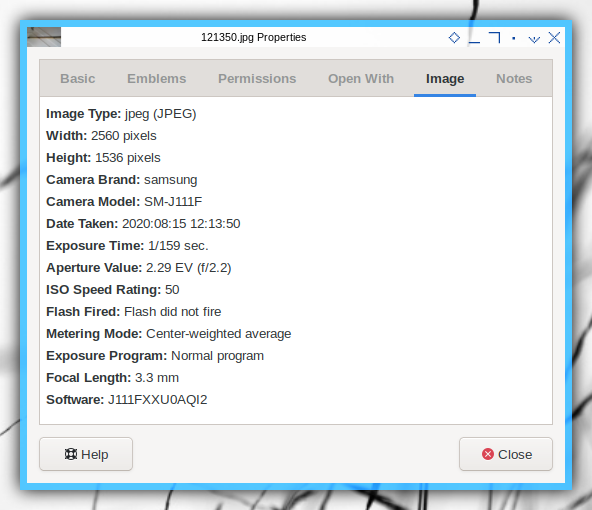 121350.jpg Properties
Basic Emblems Permissions Open With Image Notes
Image Type: jpeg (JPEG)
Width: 2560 pixels
Height: 1536 pixels
Camera Brand: samsung
Camera Model: SM-J111F
Date Taken: 2020:08:15 12:13:50
Exposure Time: 1/159 sec.
Aperture Value: 2.29 EV (f/2.2)
ISO Speed Rating: 50
Flash Fired: Flash did not fire
Metering Mode: Center-weighted average
Exposure Program: Normal program
Focal Length: 3.3 mm
Software: J111FXXU0AQI2
Help Close